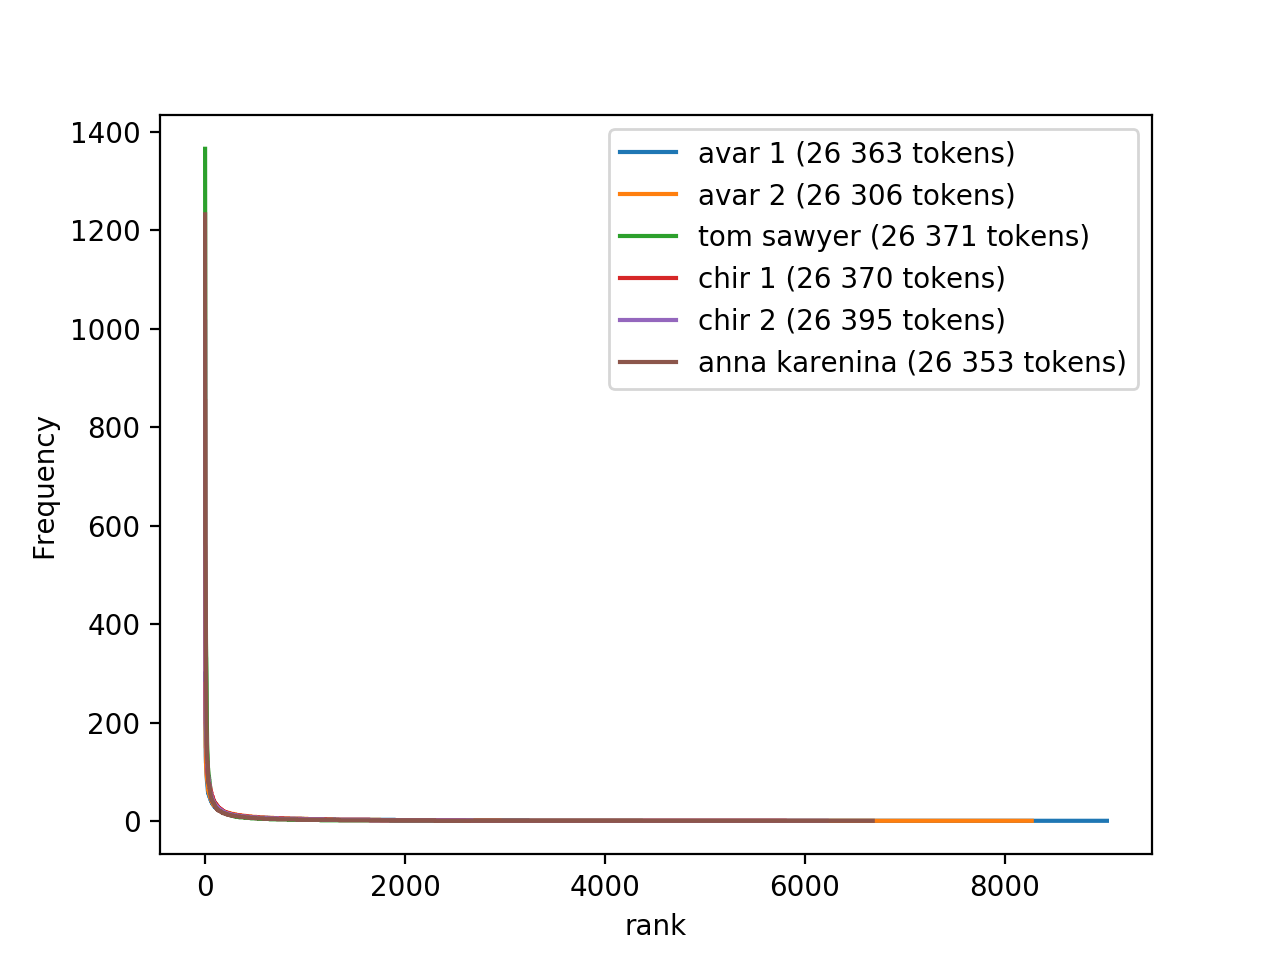 1400
1200
1000
800
600
400
200
0
Frequency
avar 1 (26 363 tokens)
avar 2 (26 306 tokens)
tom sawyer (26 371 tokens)
chir 1 (26 370 tokens)
chir 2 (26 395 tokens)
anna karenina (26 353 tokens)
0 2000 4000 6000 8000
rank